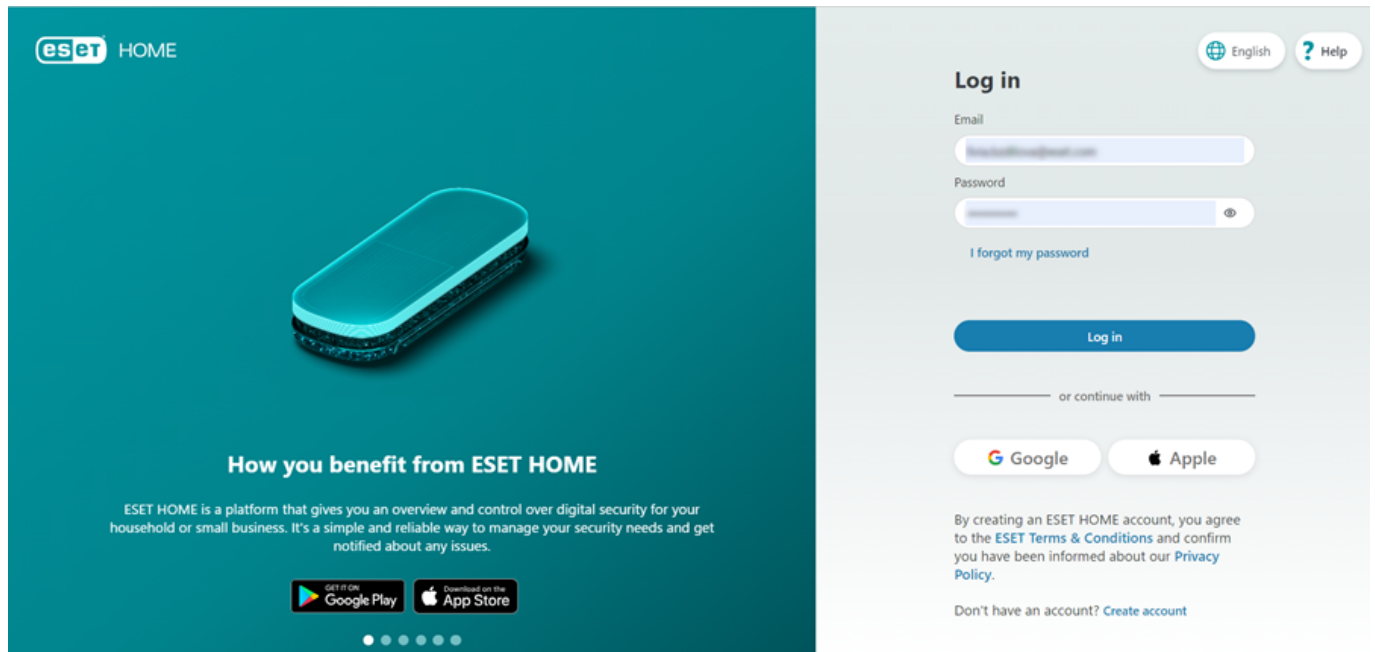 eset HOME
How you benefit from ESET HOME
ESET HOME is a platform that gives you an overview and control over digital security for your
household or small business. It's a simple and reliable way to manage your security needs and get
notified about any issues.
GET IT ON
Google Play
Download on the
App Store
English
? Help
Log in
Email
Password
I forgot my password
Log in
or continue with
Google
Apple
By creating an ESET HOME account, you agree
to the ESET Terms & Conditions and confirm
you have been informed about our Privacy
Policy.
Don't have an account? Create account